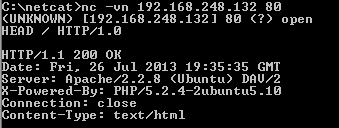 C:\netcat>nc -vn 192.168.248.132 80
(UNKNOWN) [192.168.248.132] 80 (?) open
HEAD / HTTP/1.0

HTTP/1.1 200 OK
Date: Fri, 26 Jul 2013 19:35:35 GMT
Server: Apache/2.2.8 (Ubuntu) DAV/2
X-Powered-By: PHP/5.2.4-2ubuntu5.10
Connection: close
Content-Type: text/html